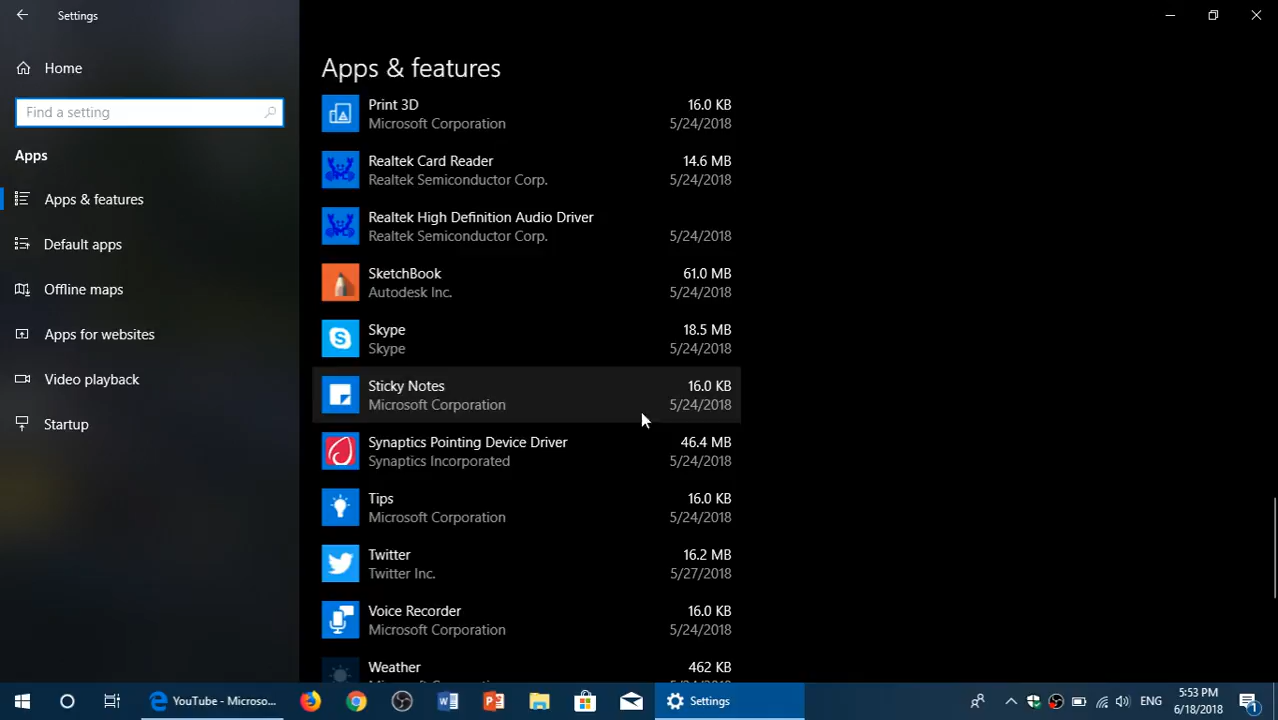 Settings
Home
Find a setting
Apps
Apps & features
Default apps
Offline maps
Apps for websites
Video playback
Startup
Apps & features
Print 3D 16.0 KB
Microsoft Corporation 5/24/2018
Realtek Card Reader 14.6 MB
Realtek Semiconductor Corp. 5/24/2018
Realtek High Definition Audio Driver
Realtek Semiconductor Corp. 5/24/2018
SketchBook 61.0 MB
Autodesk Inc. 5/24/2018
Skype 18.5 MB
Skype 5/24/2018
Sticky Notes 16.0 KB
Microsoft Corporation 5/24/2018
Synaptics Pointing Device Driver 46.4 MB
Synaptics Incorporated 5/24/2018
Tips 16.0 KB
Microsoft Corporation 5/24/2018
Twitter 16.2 MB
Twitter Inc. 5/27/2018
Voice Recorder 16.0 KB
Microsoft Corporation 5/24/2018
Weather 462 KB
YouTube - Microso...
Settings
ENG
5:53 PM
6/18/2018
1